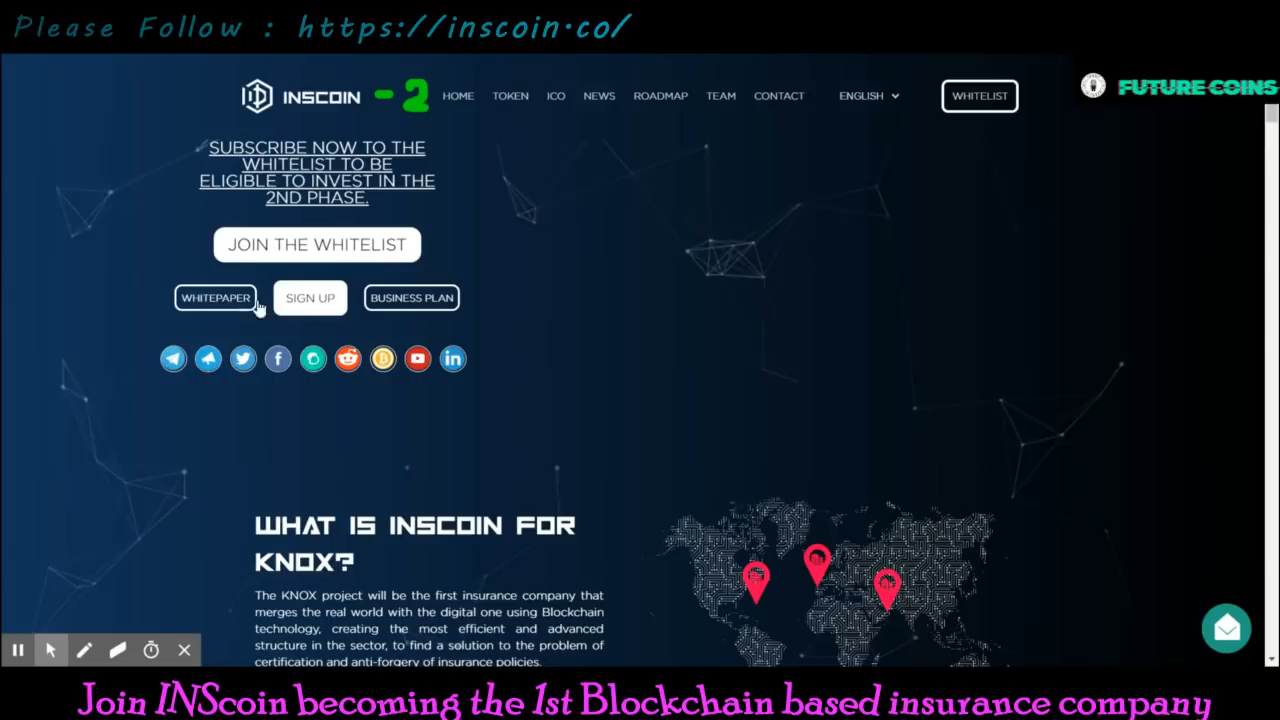 Please Follow : https://inscoin.co/
INSCOIN - 2 HOME TOKEN ICO NEWS ROADMAP TEAM CONTACT ENGLISH WHITELIST
FUTURE COINS
SUBSCRIBE NOW TO THE
WHITELIST TO BE
ELIGIBLE TO INVEST IN THE
2ND PHASE.
JOIN THE WHITELIST
WHITEPAPER SIGN UP BUSINESS PLAN
WHAT IS INSCOIN FOR
KNOX?
The KNOX project will be the first insurance company that
merges the real world with the digital one using Blockchain
technology, creating the most efficient and advanced
structure in the sector, to find a solution to the problem of
certification and anti-forgery of insurance policies.
Join INScoin becoming the 1st Blockchain based insurance company